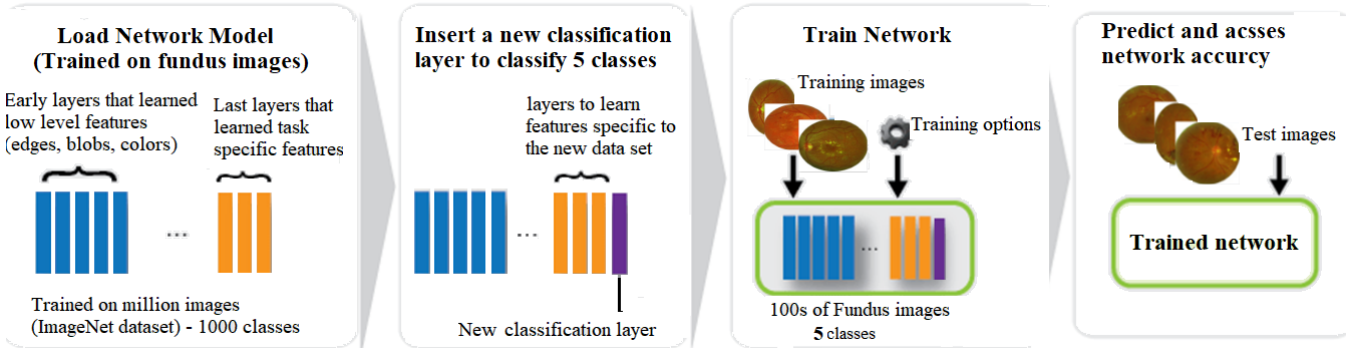 Load Network Model
(Trained on fundus images)
Early layers that learned
low level features
(edges, blobs, colors)
Last layers that
learned task
specific features
...
Trained on million images
(ImageNet dataset) - 1000 classes
Insert a new classification
layer to classify 5 classes
layers to learn
features specific to
the new data set
...
New classification layer
Train Network
Training images
Training options
...
100s of Fundus images
5 classes
Predict and acsses
network accurcy
Test images
Trained network